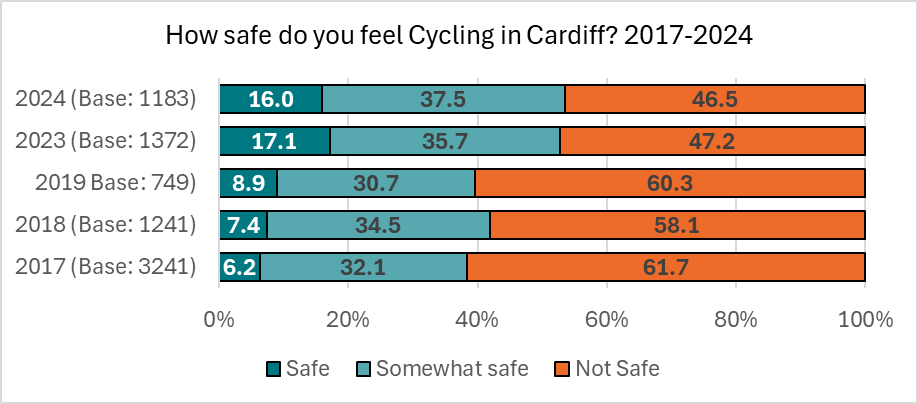 How safe do you feel Cycling in Cardiff? 2017-2024
2024 (Base: 1183) 16.0 37.5 46.5
2023 (Base: 1372) 17.1 35.7 47.2
2019 Base: 749) 8.9 30.7 60.3
2018 (Base: 1241) 7.4 34.5 58.1
2017 (Base: 3241) 6.2 32.1 61.7
0% 20% 40% 60% 80% 100%
Safe Somewhat safe Not Safe